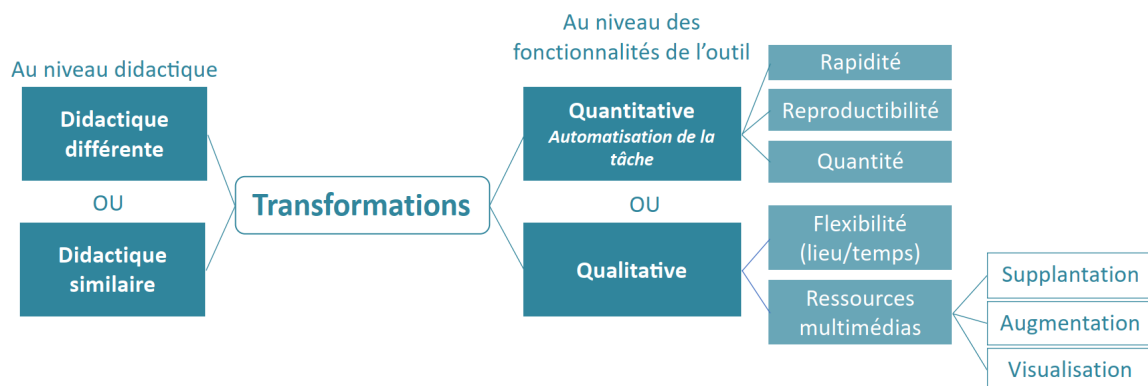 Au niveau didactique
Didactique
différente
OU
Didactique
similaire
Transformations
Au niveau des
fonctionnalités de l'outil
Quantitative
Automatisation de la
tâche
OU
Qualitative
Rapidité
Reproductibilité
Quantité
Flexibilité
(lieu/temps)
Ressources
multimédias
Supplantation
Augmentation
Visualisation